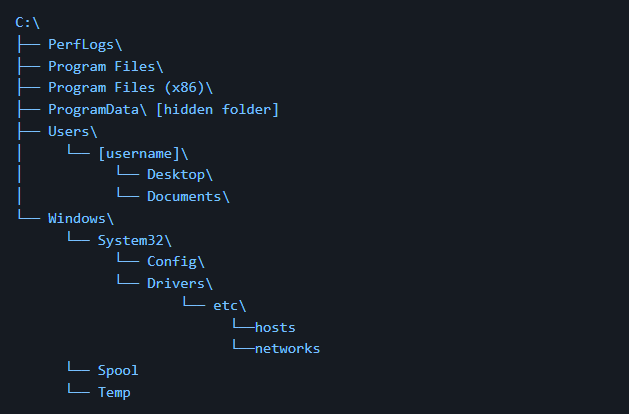 C:\
├── PerfLogs\
├── Program Files\
├── Program Files (x86)\
├── ProgramData\ [hidden folder]
├── Users\
│     └── [username]\
│           └── Desktop\
│           └── Documents\
└── Windows\
      └── System32\
            └── Config\
            └── Drivers\
                    └── etc\
                          └──hosts
                          └──networks
      └── Spool
      └── Temp